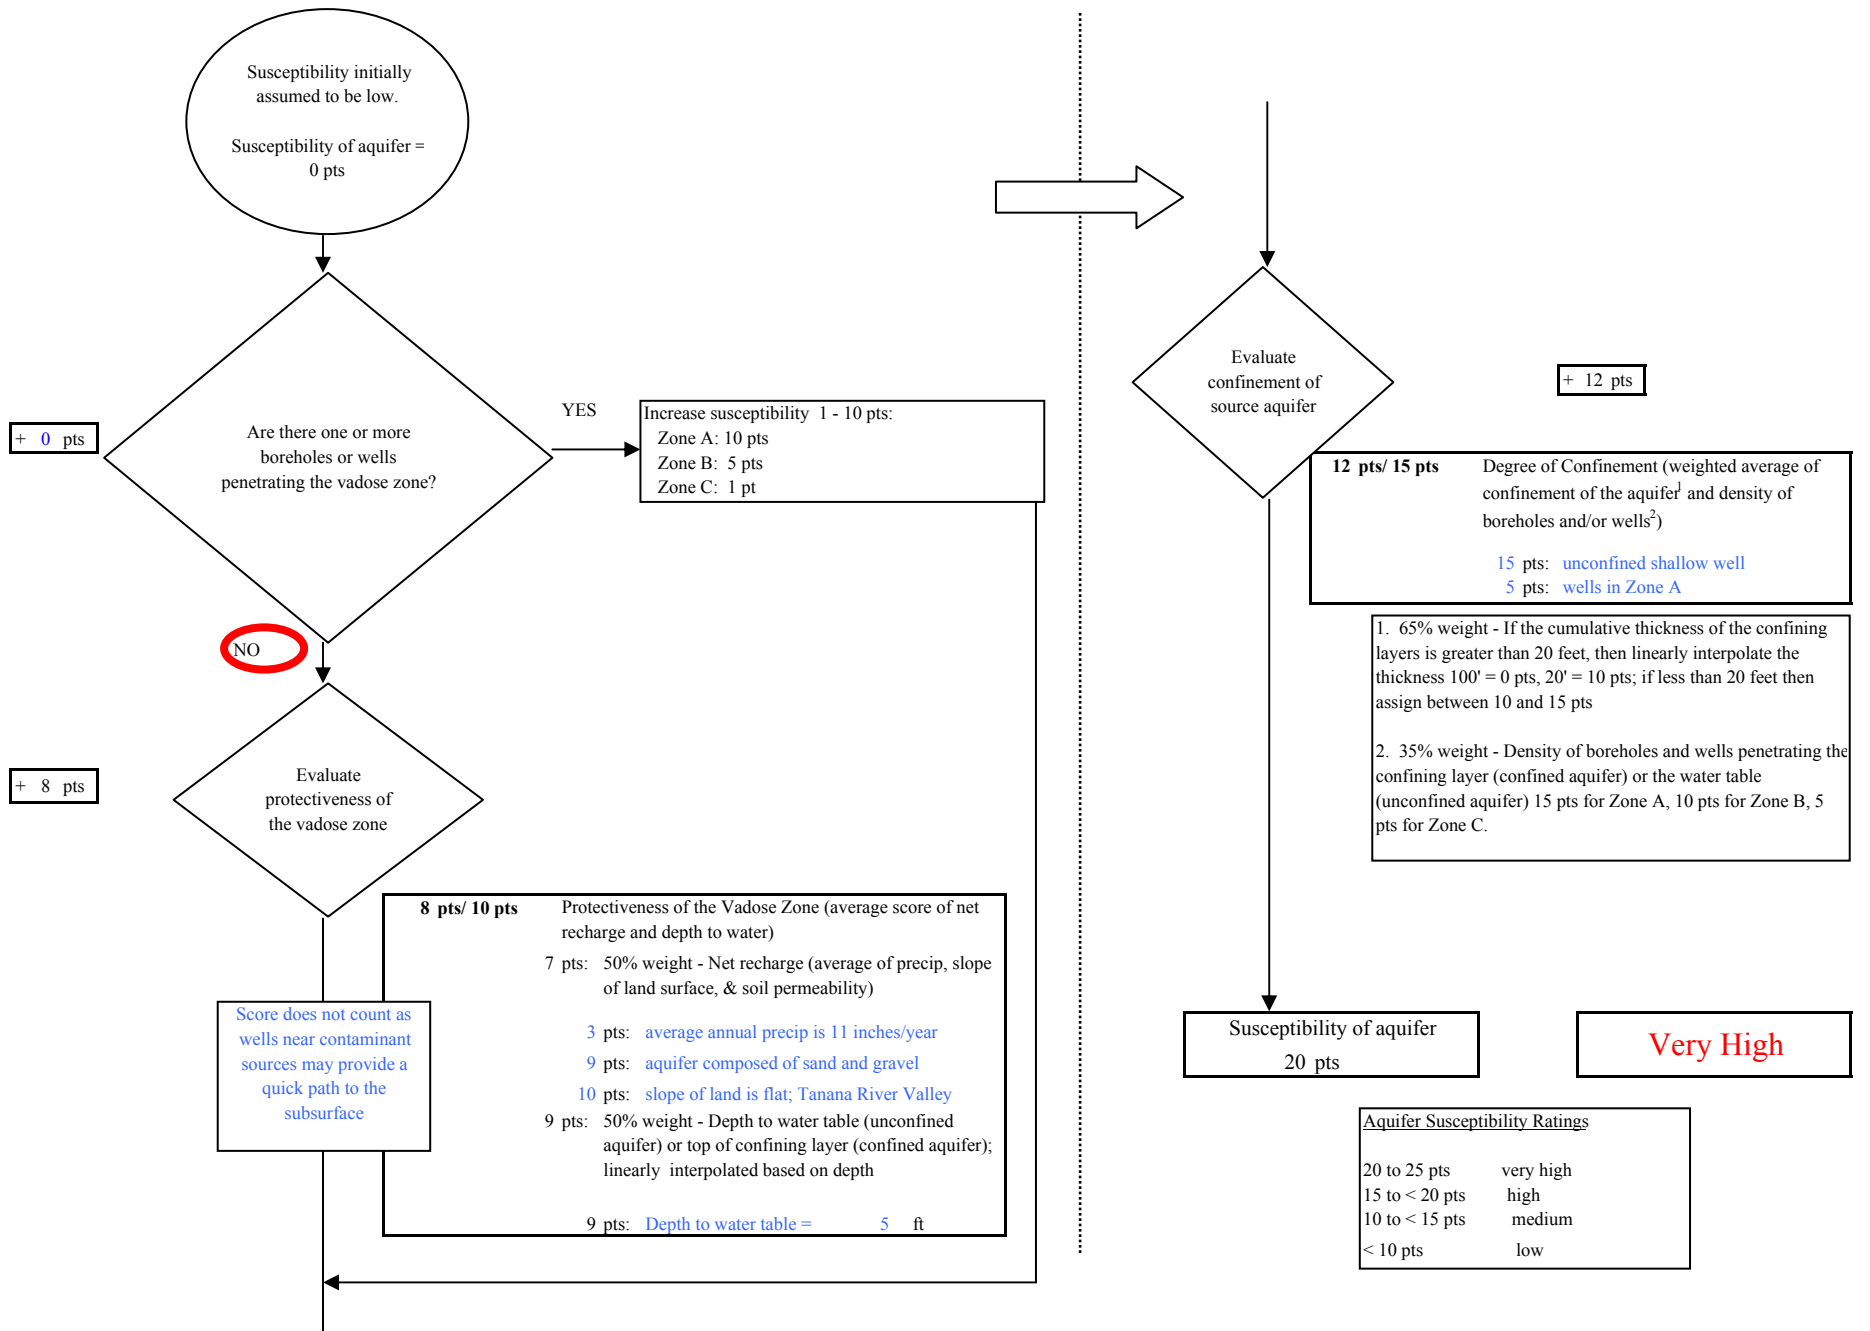 Susceptibility initially
assumed to be low.
Susceptibility of aquifer =
0 pts
+ 0 pts
Are there one or more
boreholes or wells
penetrating the vadose zone?
YES
Increase susceptibility 1 - 10 pts:
Zone A: 10 pts
Zone B: 5 pts
Zone C: 1 pt
NO
+ 8 pts
Evaluate
protectiveness of
the vadose zone
8 pts/ 10 pts
Protectiveness of the Vadose Zone (average score of net
recharge and depth to water)
7 pts: 50% weight - Net recharge (average of precip, slope
of land surface, & soil permeability)
3 pts: average annual precip is 11 inches/year
9 pts: aquifer composed of sand and gravel
10 pts: slope of land is flat; Tanana River Valley
9 pts: 50% weight - Depth to water table (unconfined
aquifer) or top of confining layer (confined aquifer);
linearly interpolated based on depth
9 pts: Depth to water table = 5 ft
Score does not count as
wells near contaminant
sources may provide a
quick path to the
subsurface
Evaluate
confinement of
source aquifer
+ 12 pts
12 pts/ 15 pts
Degree of Confinement (weighted average of
confinement of the aquifer1 and density of
boreholes and/or wells2)
15 pts: unconfined shallow well
5 pts: wells in Zone A
1. 65% weight - If the cumulative thickness of the confining
layers is greater than 20 feet, then linearly interpolate the
thickness 100' = 0 pts, 20' = 10 pts; if less than 20 feet then
assign between 10 and 15 pts
2. 35% weight - Density of boreholes and wells penetrating the
confining layer (confined aquifer) or the water table
(unconfined aquifer) 15 pts for Zone A, 10 pts for Zone B, 5
pts for Zone C.
Susceptibility of aquifer
20 pts
Very High
Aquifer Susceptibility Ratings
20 to 25 pts very high
15 to < 20 pts high
10 to < 15 pts medium
< 10 pts low